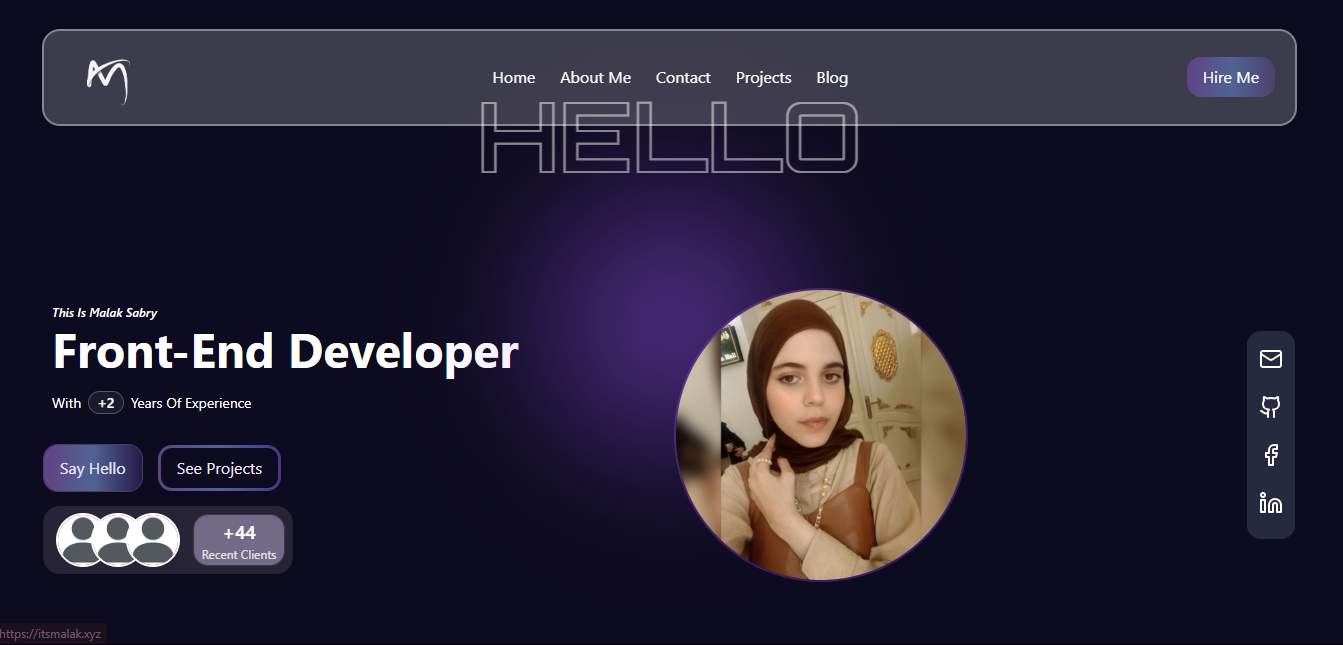 Home About Me Contact Projects Blog Hire Me
HELLO
This Is Malak Sabry
Front-End Developer
With +2 Years Of Experience
Say Hello See Projects
+44
Recent Clients
https://itsmalak.xyz